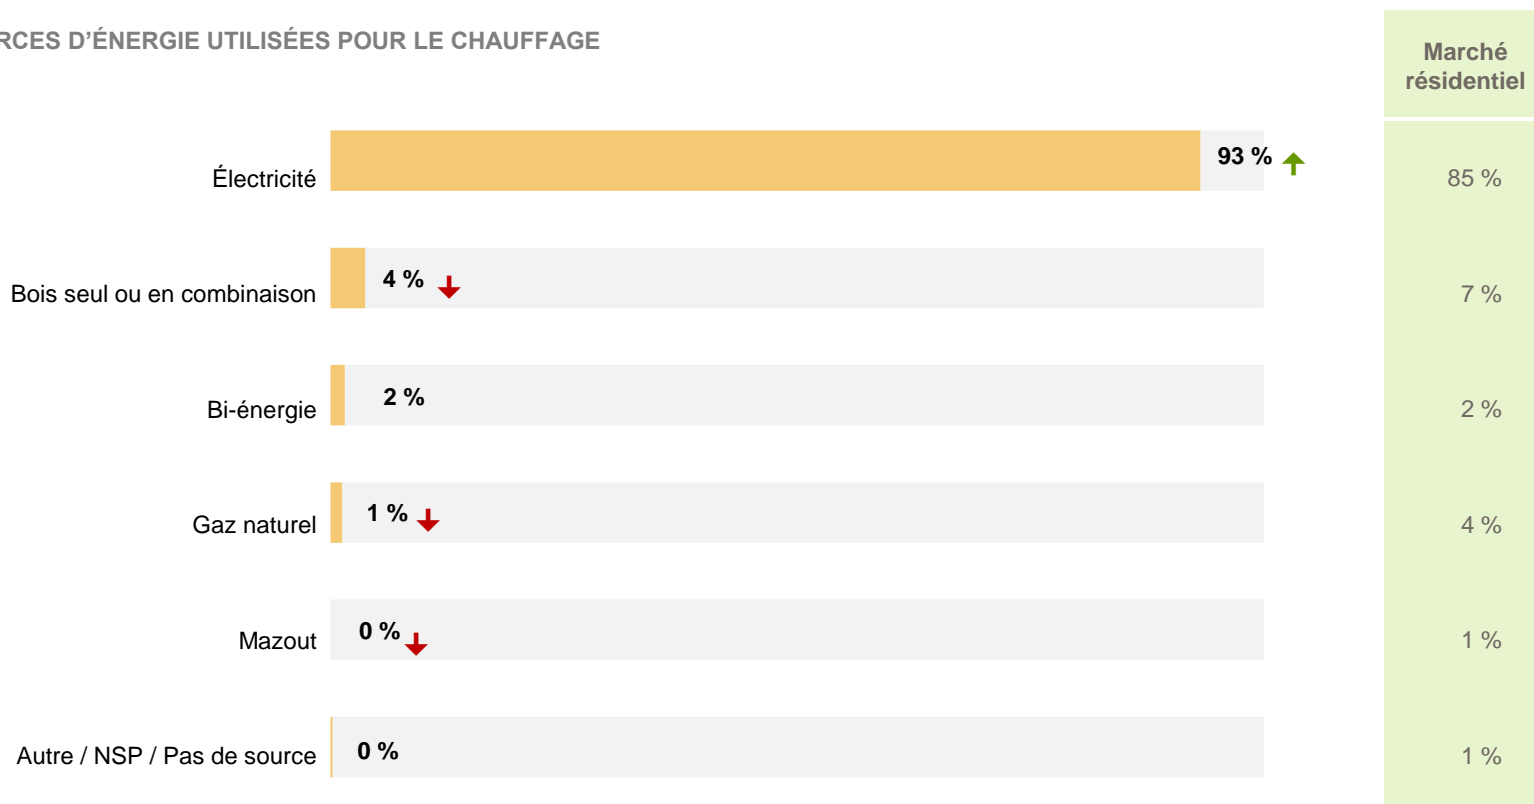 RCES D’ÉNERGIE UTILISÉES POUR LE CHAUFFAGE
Marché
résidentiel
Électricité 93 % 85 %
Bois seul ou en combinaison 4 % 7 %
Bi-énergie 2 % 2 %
Gaz naturel 1 % 4 %
Mazout 0 % 1 %
Autre / NSP / Pas de source 0 % 1 %